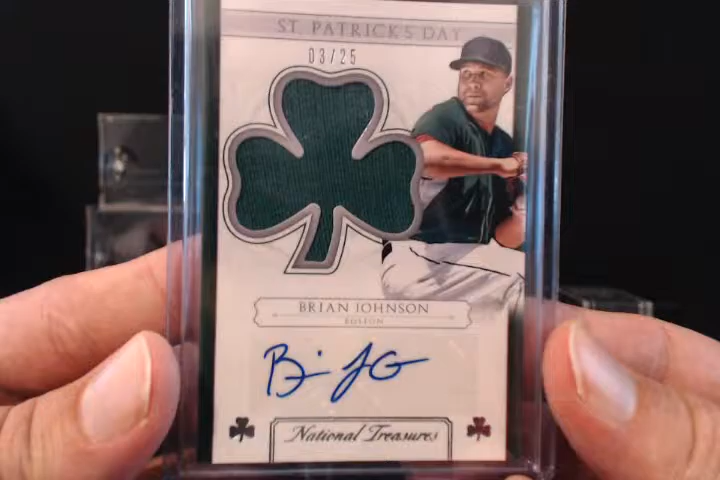 ST. PATRICK'S DAY
03/25
BRIAN JOHNSON
BOSTON
National Treasures